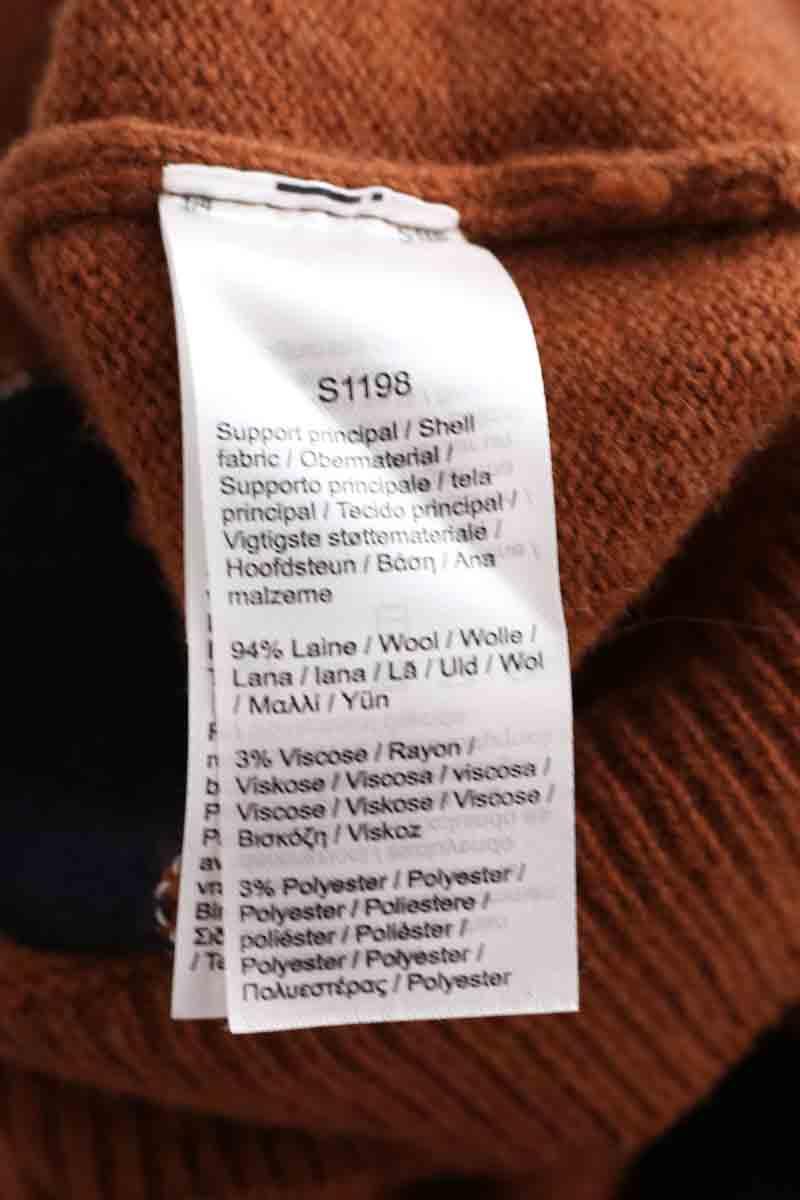 S1198
Support principal / Shell
fabric / Obermaterial /
Supporto principale / tela
principal / Tecido principal /
Vigtigste støttemateriale /
Hoofdsteun / Βάση / Ana
malzeme
94% Laine / Wool / Wolle /
Lana / lana / Lã / Uld / Wol
/ Μαλλί / Yün
3% Viscose / Rayon /
Viskose / Viscosa / viscosa /
Viscose / Viskose / Viscose /
Βισκόζη / Viskoz
3% Polyester / Polyester /
Polyester / Poliestere /
poliéster / Poliéster /
Polyester / Polyester /
Πολυεστέρας / Polyester